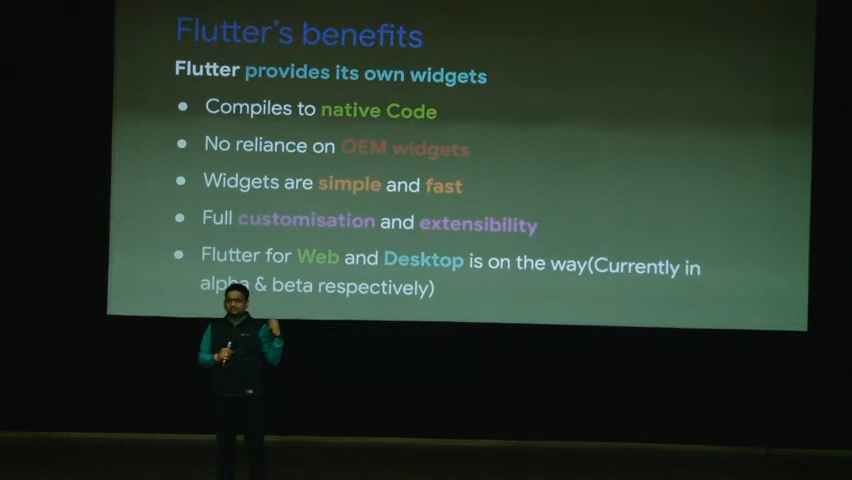 Flutter's benefits
Flutter provides its own widgets
● Compiles to native Code
● No reliance on OEM widgets
● Widgets are simple and fast
● Full customisation and extensibility
● Flutter for Web and Desktop is on the way(Currently in
alpha & beta respectively)